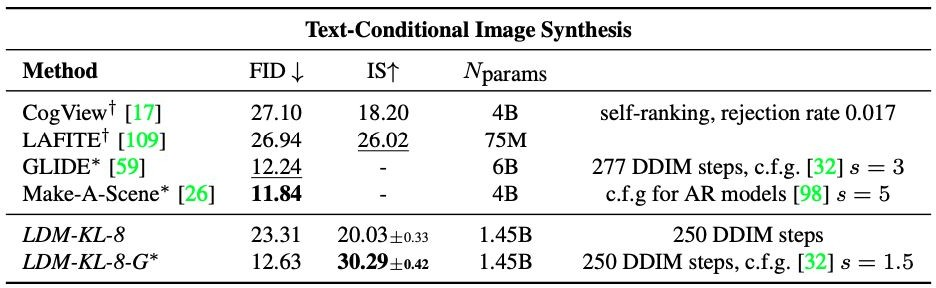 Text-Conditional Image Synthesis
Method FID ↓ IS↑ Nparams
CogView† [17] 27.10 18.20 4B self-ranking, rejection rate 0.017
LAFITE† [109] 26.94 26.02 75M
GLIDE* [59] 12.24 - 6B 277 DDIM steps, c.f.g. [32] s = 3
Make-A-Scene* [26] 11.84 - 4B c.f.g for AR models [98] s = 5
LDM-KL-8 23.31 20.03±0.33 1.45B 250 DDIM steps
LDM-KL-8-G* 12.63 30.29±0.42 1.45B 250 DDIM steps, c.f.g. [32] s = 1.5